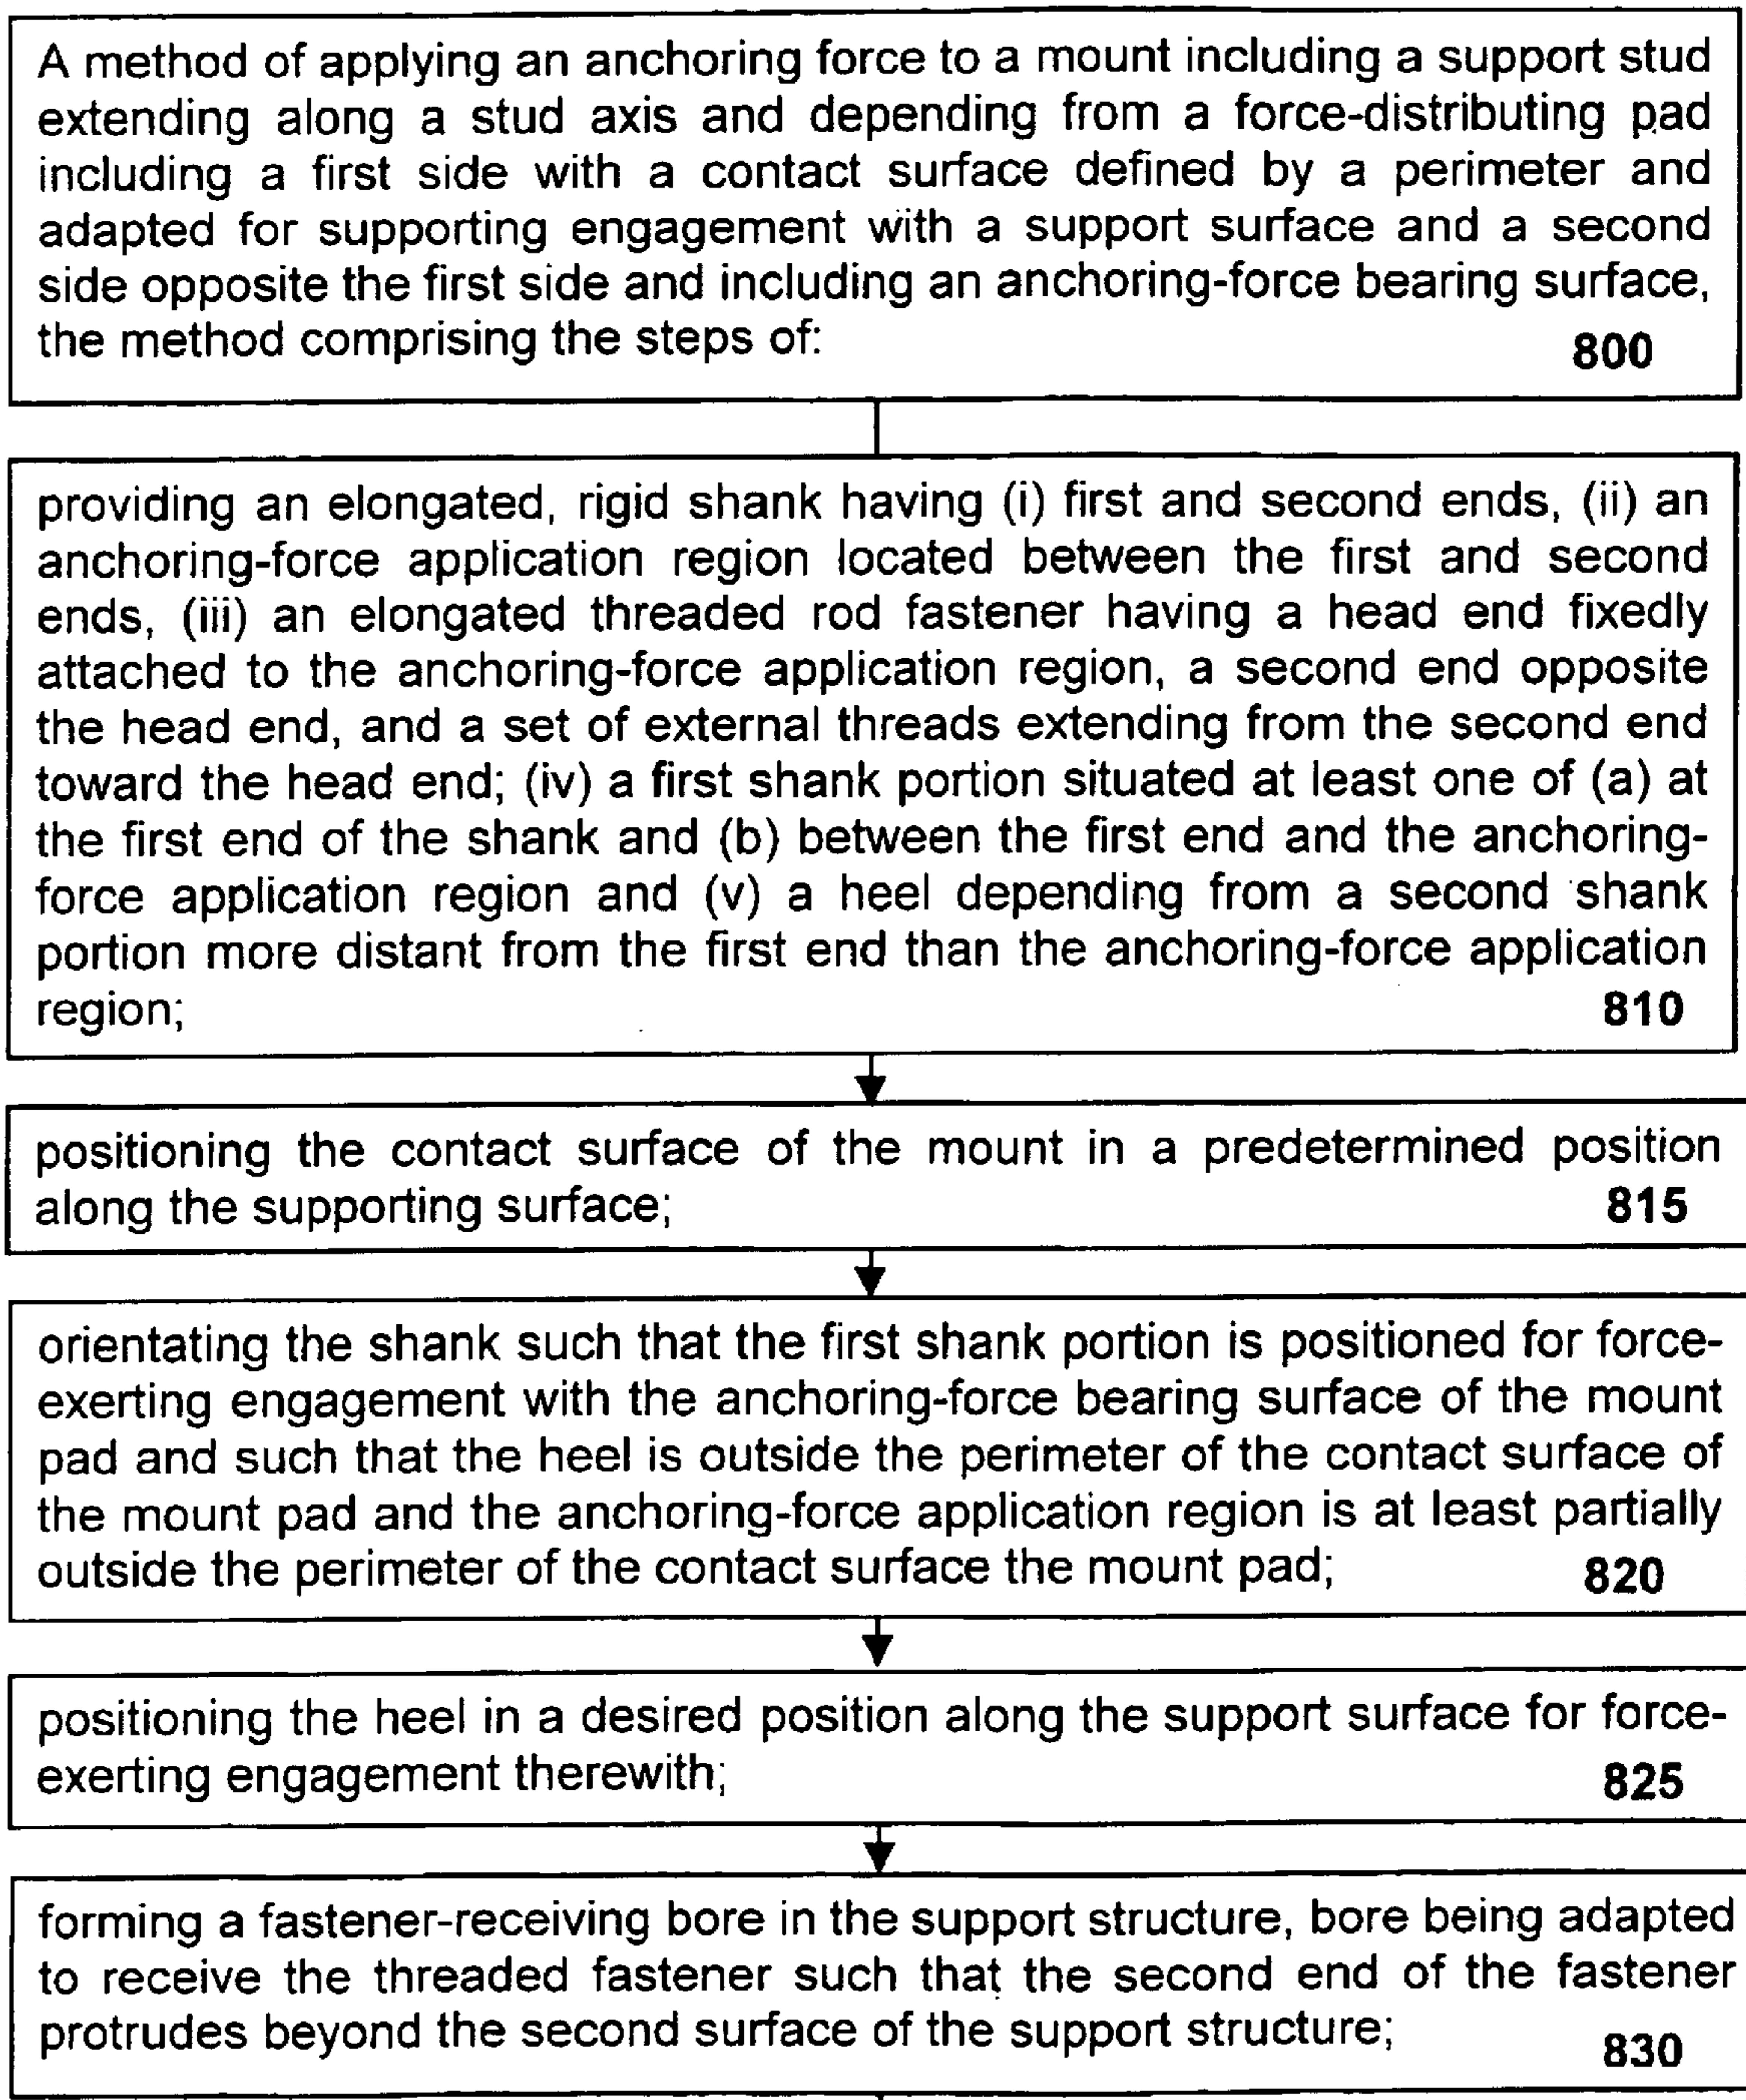 A method of applying an anchoring force to a mount including a support stud
extending along a stud axis and depending from a force-distributing pad
including a first side with a contact surface defined by a perimeter and
adapted for supporting engagement with a support surface and a second
side opposite the first side and including an anchoring-force bearing surface,
the method comprising the steps of: 800
providing an elongated, rigid shank having (i) first and second ends, (ii) an
anchoring-force application region located between the first and second
ends, (iii) an elongated threaded rod fastener having a head end fixedly
attached to the anchoring-force application region, a second end opposite
the head end, and a set of external threads extending from the second end
toward the head end; (iv) a first shank portion situated at least one of (a) at
the first end of the shank and (b) between the first end and the anchoring-
force application region and (v) a heel depending from a second shank
portion more distant from the first end than the anchoring-force application
region; 810
positioning the contact surface of the mount in a predetermined position
along the supporting surface; 815
orientating the shank such that the first shank portion is positioned for force-
exerting engagement with the anchoring-force bearing surface of the mount
pad and such that the heel is outside the perimeter of the contact surface of
the mount pad and the anchoring-force application region is at least partially
outside the perimeter of the contact surface the mount pad; 820
positioning the heel in a desired position along the support surface for force-
exerting engagement therewith; 825
forming a fastener-receiving bore in the support structure, bore being adapted
to receive the threaded fastener such that the second end of the fastener
protrudes beyond the second surface of the support structure; 830